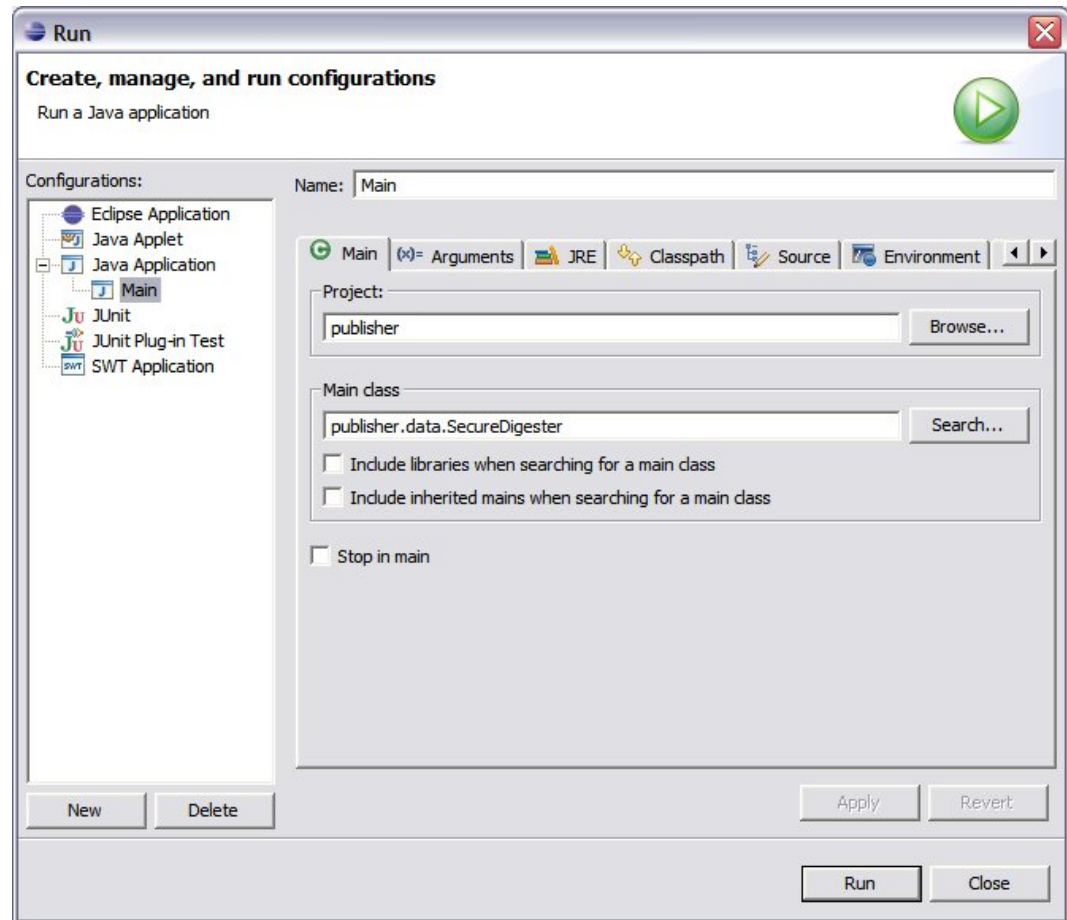 Run
Create, manage, and run configurations
Run a Java application
Configurations:
Eclipse Application
Java Applet
Java Application
Main
JUnit
JUnit Plug-in Test
SWT Application
New Delete
Name: Main
Main (x)= Arguments JRE Classpath Source Environment
Project:
publisher Browse...
Main class
publisher.data.SecureDigester Search...
Include libraries when searching for a main class
Include inherited mains when searching for a main class
Stop in main
Apply Revert
Run Close